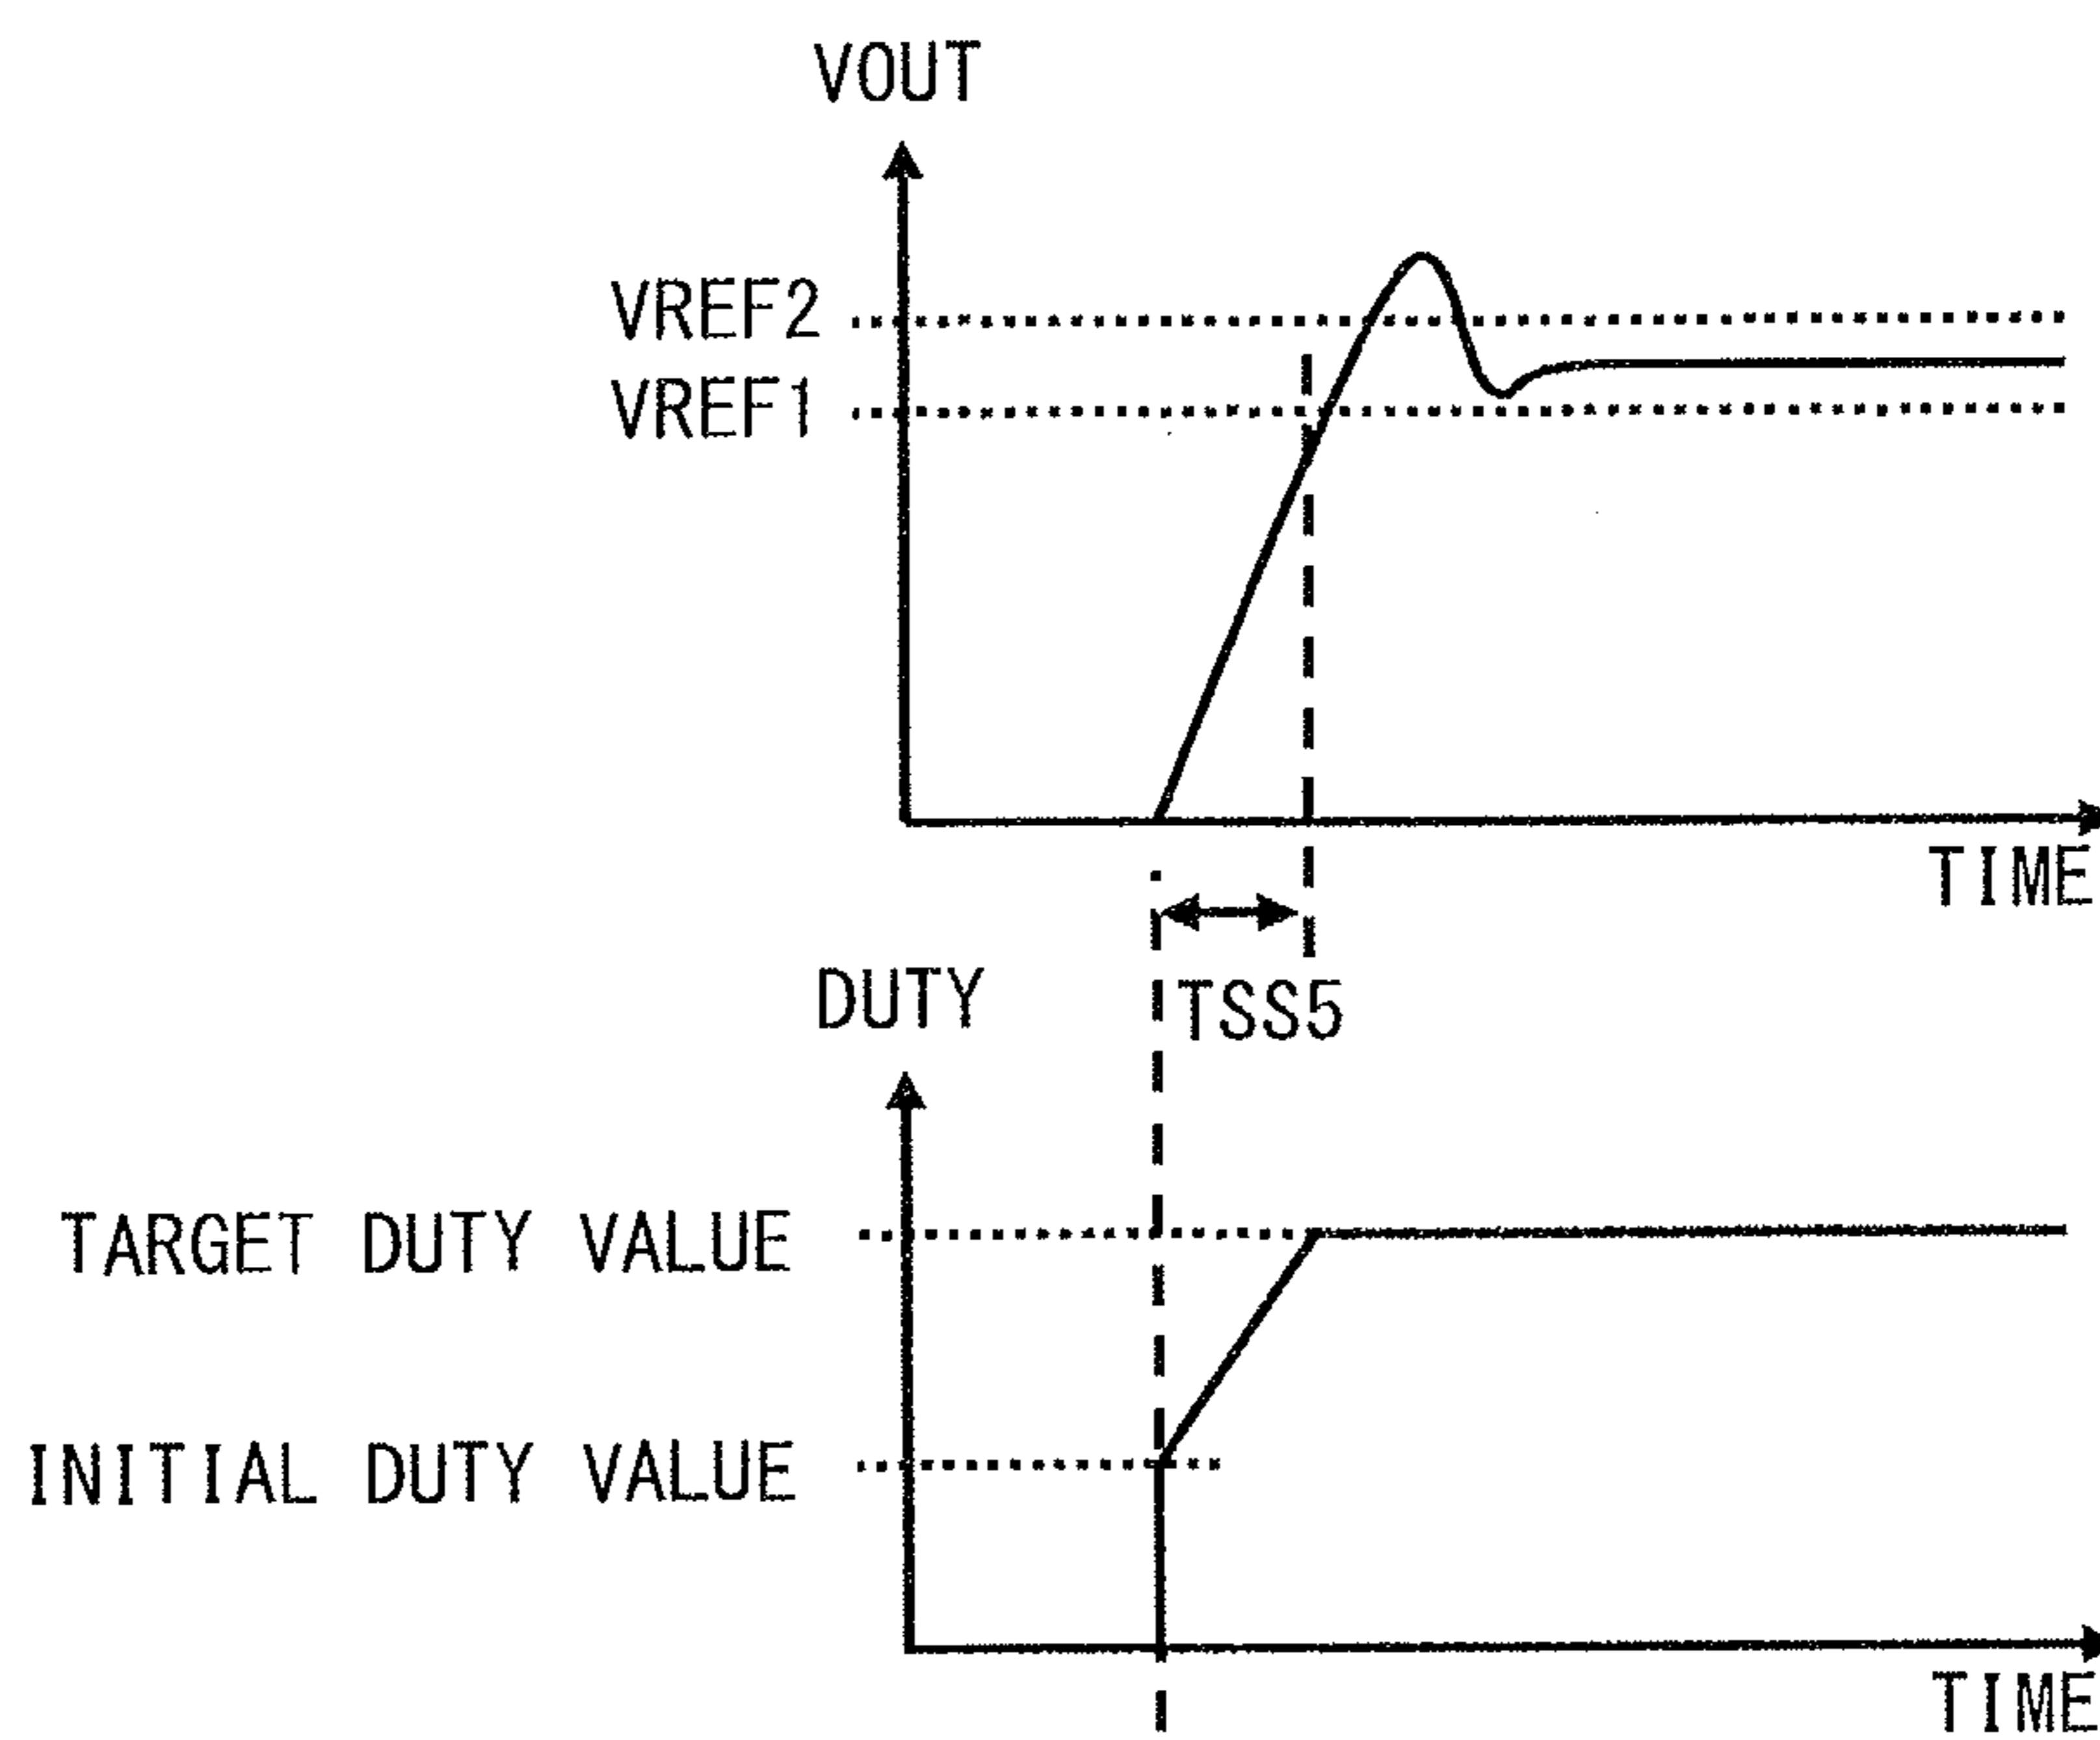 VOUT
VREF2
VREF1
TIME
TSS5
DUTY
TARGET DUTY VALUE
INITIAL DUTY VALUE
TIME